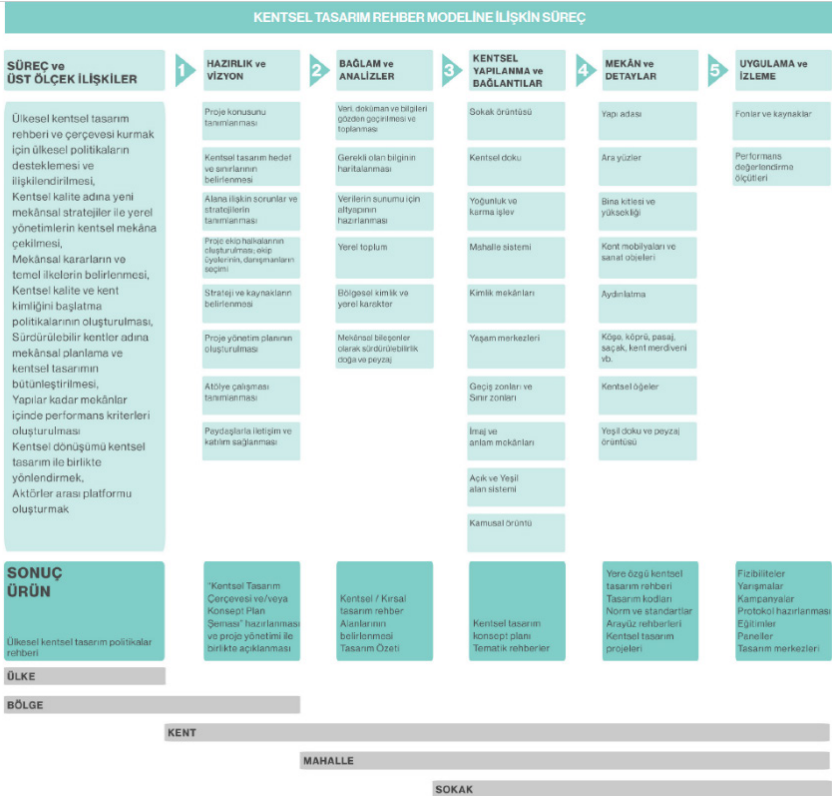 KENTSEL TASARIM REHBER MODELİNE İLİŞKİN SÜREÇ
SÜREÇ ve
ÜST ÖLÇEK İLİŞKİLER
Ülkesel kentsel tasarım
rehberi ve çerçevesi kurmak
için ülkesel politikaların
desteklemesi ve
ilişkilendirilmesi,
Kentsel kalite adına yeni
mekânsal stratejiler ile yerel
yönetimlerin kentsel mekâna
çekilmesi,
Mekânsal kararların ve
temel ilkelerin belirlenmesi,
Kentsel kalite ve kent
kimliğini başlatma
politikalarının oluşturulması,
Sürdürülebilir kentler adına
mekânsal planlama ve
kentsel tasarımın
bütünleştirilmesi,
Yapılar kadar mekânlar
içinde performans kriterleri
oluşturulması
Kentsel dönüşümü kentsel
tasarım ile birlikte
yönlendirmek,
Aktörler arası platformu
oluşturmak
SONUÇ
ÜRÜN
Ülkesel kentsel tasarım politikalar
rehberi
1
HAZIRLIK ve
VİZYON
Proje konusunu
tanımlanması
Kentsel tasarım hedef
ve sınırlarının
belirlenmesi
Alana ilişkin sorunlar ve
stratejilerin
tanımlanması
Proje ekip halkalarının
oluşturulması, ekip
üyelerinin, danışmanların
seçimi
Strateji ve kaynakların
belirlenmesi
Proje yönetim planının
oluşturulması
Atölye çalışması
tanımlanması
Paydaşlarla iletişim ve
katılım sağlanması
"Kentsel Tasarım
Çerçevesi ve/veya
Konsept Plan
Şeması" hazırlanması
ve proje yönetimi ile
birlikte açıklanması
2
BAĞLAM ve
ANALİZLER
Veri, doküman ve bilgileri
gözden geçirilmesi ve
toplanması
Gerekli olan bilginin
haritalanması
Verilerin sunumu için
altyapının
hazırlanması
Yerel toplum
Bölgesel kimlik ve
yerel karakter
Mekânsal bileşenler
olarak sürdürülebilirlik
doğa ve peyzaj
Kentsel / Kırsal
tasarım rehber
Alanlarının
belirlenmesi
Tasarım Özeti
3
KENTSEL
YAPILANMA ve
BAĞLANTILAR
Sokak örüntüsü
Kentsel doku
Yoğunluk ve
karma işlev
Mahalle sistemi
Kimlik mekânları
Yaşam merkezleri
Geçiş zonları ve
Sınır zonları
İmaj ve
anlam mekânları
Açık ve Yeşil
alan sistemi
Kamusal örüntü
Kentsel tasarım
konsept planı
Tematik rehberler
4
MEKÂN ve
DETAYLAR
Yapı adası
Ara yüzler
Bina kitlesi ve
yüksekliği
Kent mobilyaları ve
sanat objeleri
Aydınlatma
Köşe, köprü, pasaj,
saçak, kent merdiveni
vb.
Kentsel öğeler
Yeşil doku ve peyzaj
örüntüsü
Yere özgü kentsel
tasarım rehberi
Tasarım kodları
Norm ve standartlar
Arayüz rehberleri
Kentsel tasarım
projeleri
5
UYGULAMA ve
İZLEME
Fonlar ve kaynaklar
Performans
değerlendirme
ölçütleri
Fizibiliteler
Yarışmalar
Kampanyalar
Protokol hazırlanması
Eğitimler
Paneller
Tasarım merkezleri
ÜLKE
BÖLGE
KENT
MAHALLE
SOKAK